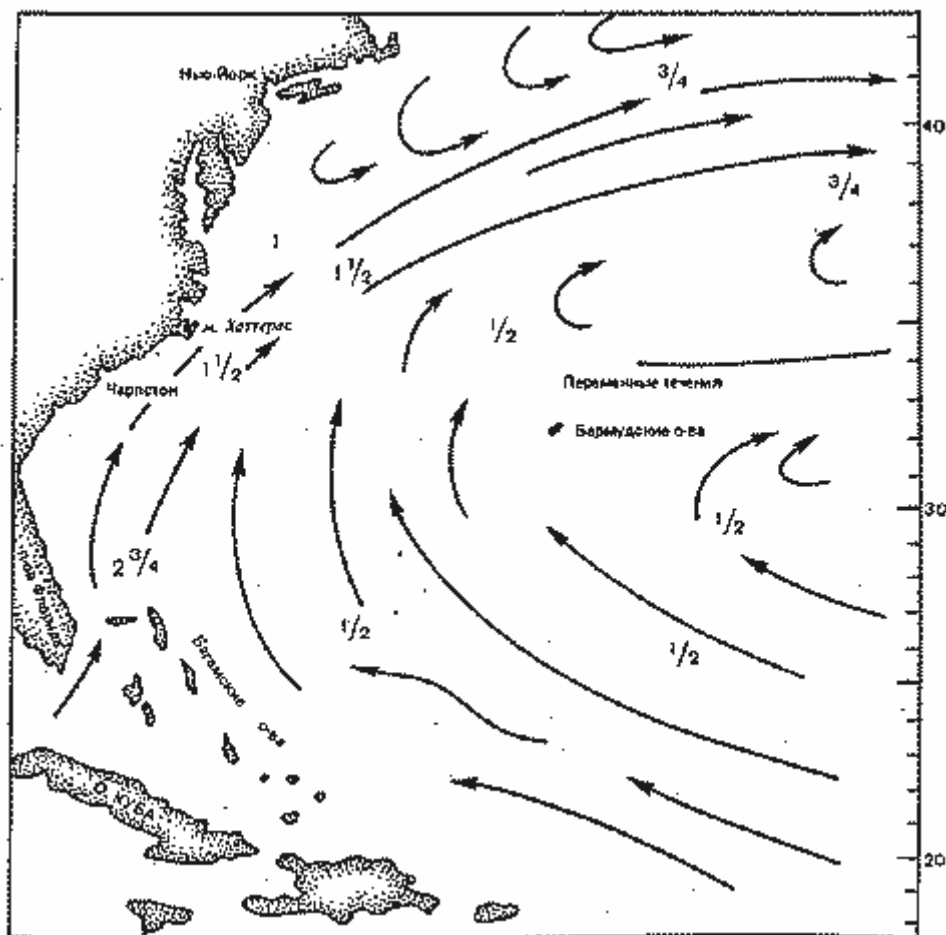 Нью-Йорк
3/4
40
3/4
1
1 1/2
м. Хаттерас
1/2
1 1/2
Чарлстон
Переменные течения
Бермудские о-ва
30
1/2
2 3/4
1/2
1/2
Багамские
о-ва
О. КУБА
20